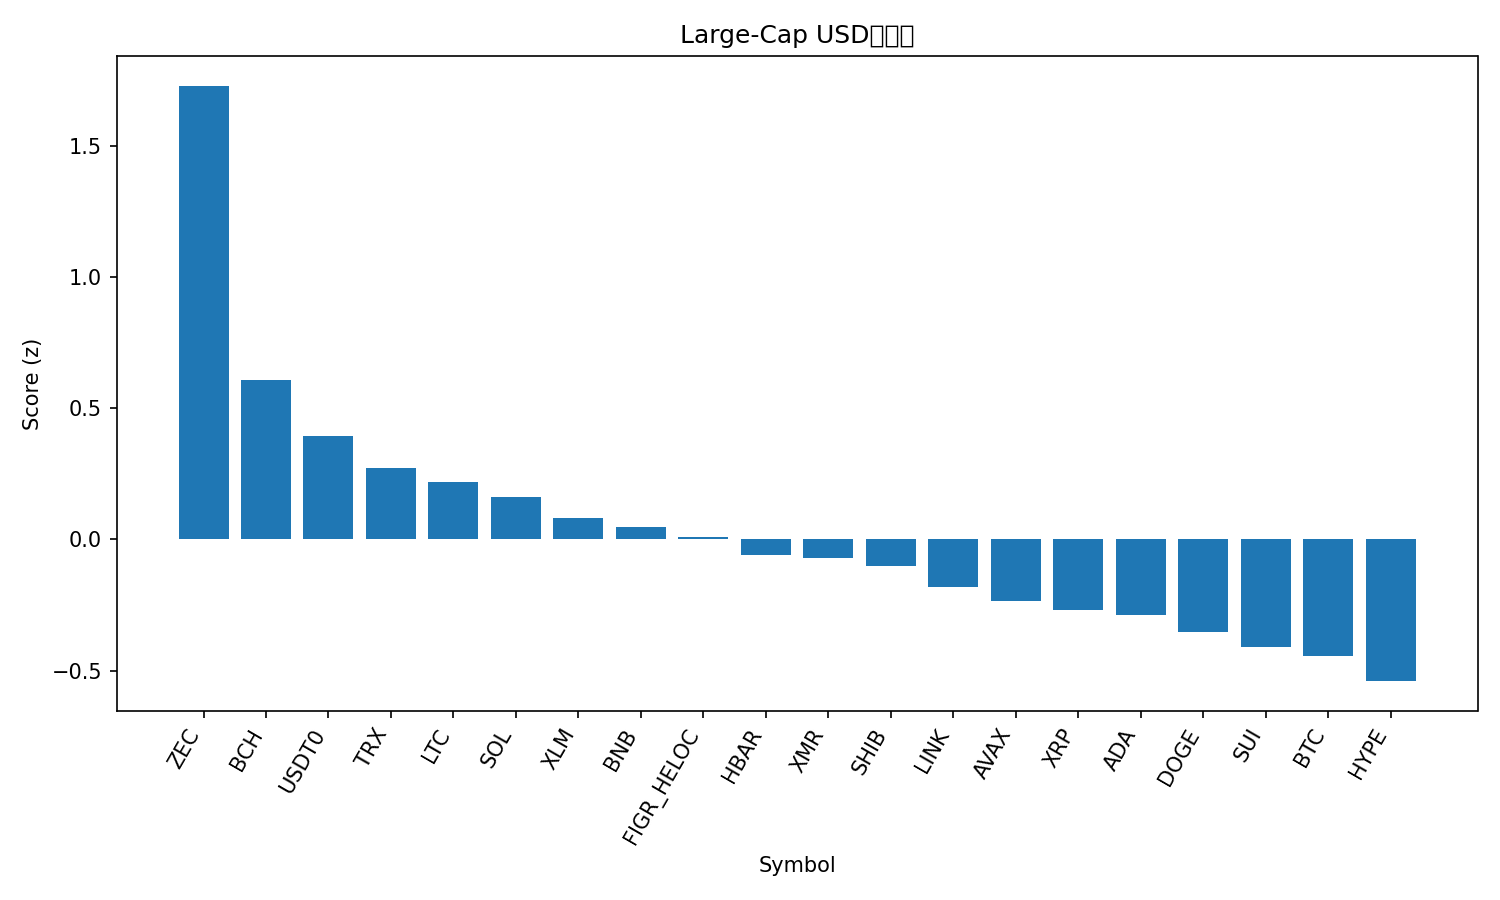 Large-Cap USD
Score (z)
1.5
1.0
0.5
0.0
−0.5
ZEC
BCH
USDT0
TRX
LTC
SOL
XLM
BNB
FIGR_HELOC
HBAR
XMR
SHIB
LINK
AVAX
XRP
ADA
DOGE
SUI
BTC
HYPE
Symbol